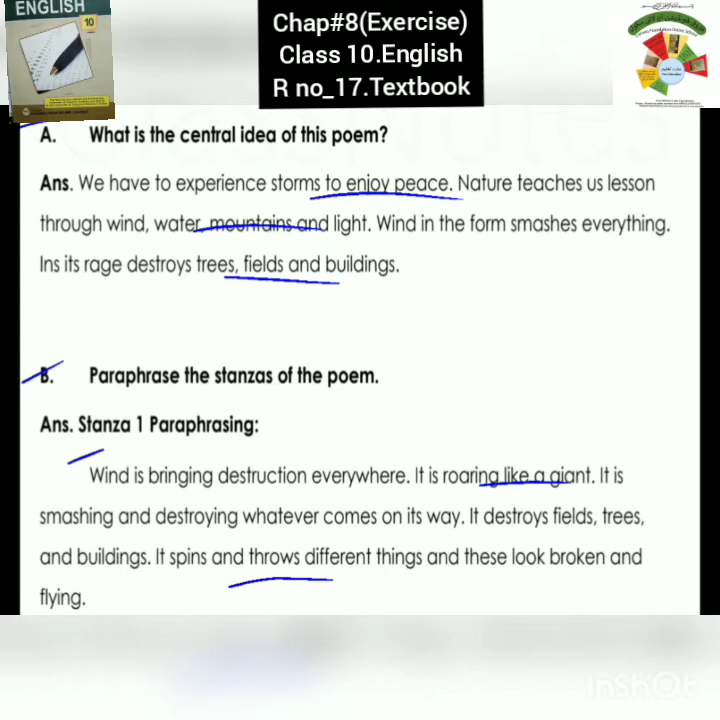 ENGLISH
10
Chap#8(Exercise)
Class 10.English
R no_17.Textbook
A. What is the central idea of this poem?
Ans. We have to experience storms to enjoy peace. Nature teaches us lesson
through wind, water, mountains and light. Wind in the form smashes everything.
Ins its rage destroys trees, fields and buildings.
B. Paraphrase the stanzas of the poem.
Ans. Stanza 1 Paraphrasing:
Wind is bringing destruction everywhere. It is roaring like a giant. It is
smashing and destroying whatever comes on its way. It destroys fields, trees,
and buildings. It spins and throws different things and these look broken and
flying.
InShOt